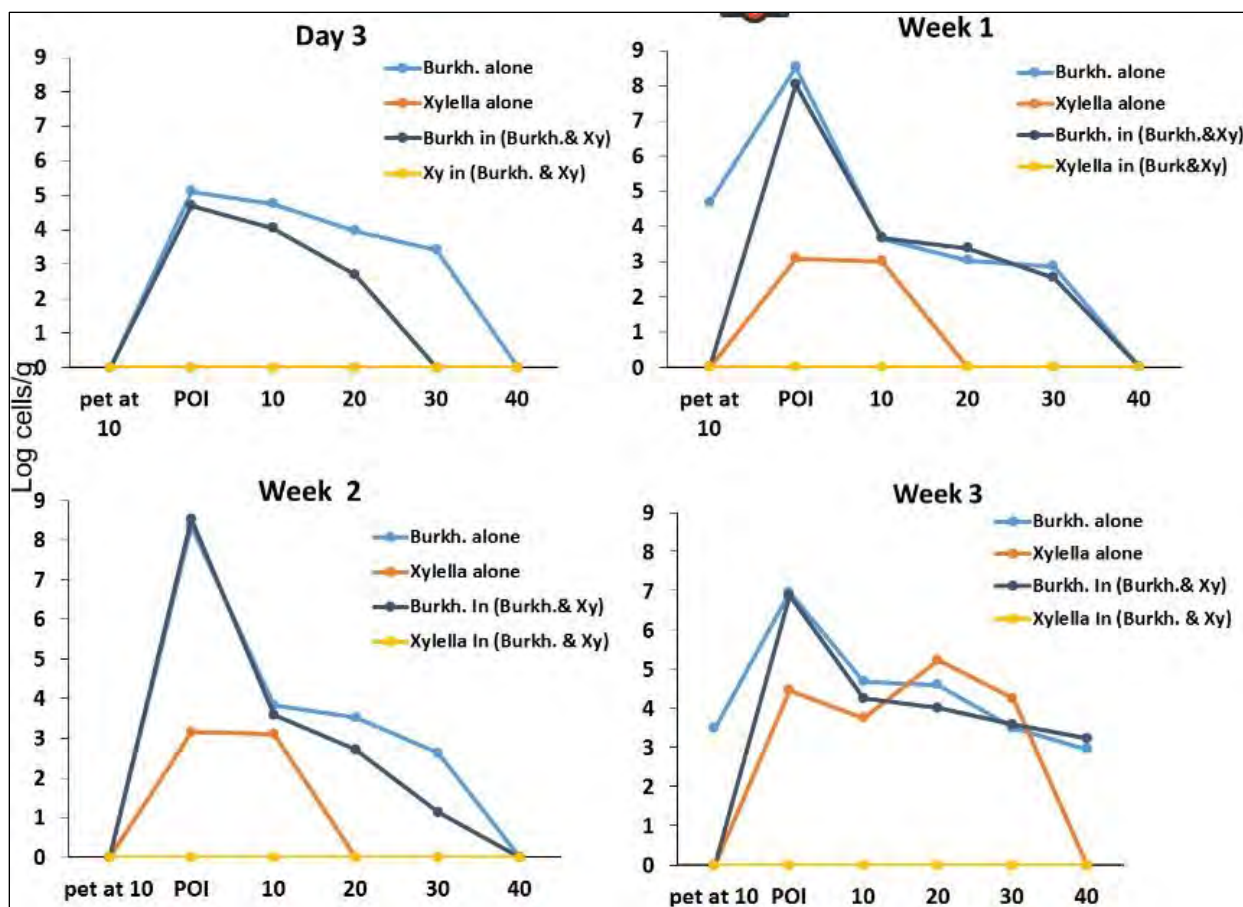 Day 3
9
8
7
6
5
4
3
2
1
0
Burkh. alone
Xylella alone
Burkh in (Burkh.& Xy)
Xy in (Burkh. & Xy)
pet at 10 POI 10 20 30 40
Week 1
9
8
7
6
5
4
3
2
1
0
Burkh. alone
Xylella alone
Burkh. in (Burkh.&Xy)
Xylella in (Burk&Xy)
pet at 10 POI 10 20 30 40
Log cells/g
Week 2
9
8
7
6
5
4
3
2
1
0
Burkh. alone
Xylella alone
Burkh. In (Burkh.& Xy)
Xylella In (Burkh. & Xy)
pet at 10 POI 10 20 30 40
Week 3
9
8
7
6
5
4
3
2
1
0
Burkh. alone
Xylella alone
Burkh. In (Burkh.& Xy)
Xylella In (Burkh. & Xy)
pet at 10 POI 10 20 30 40